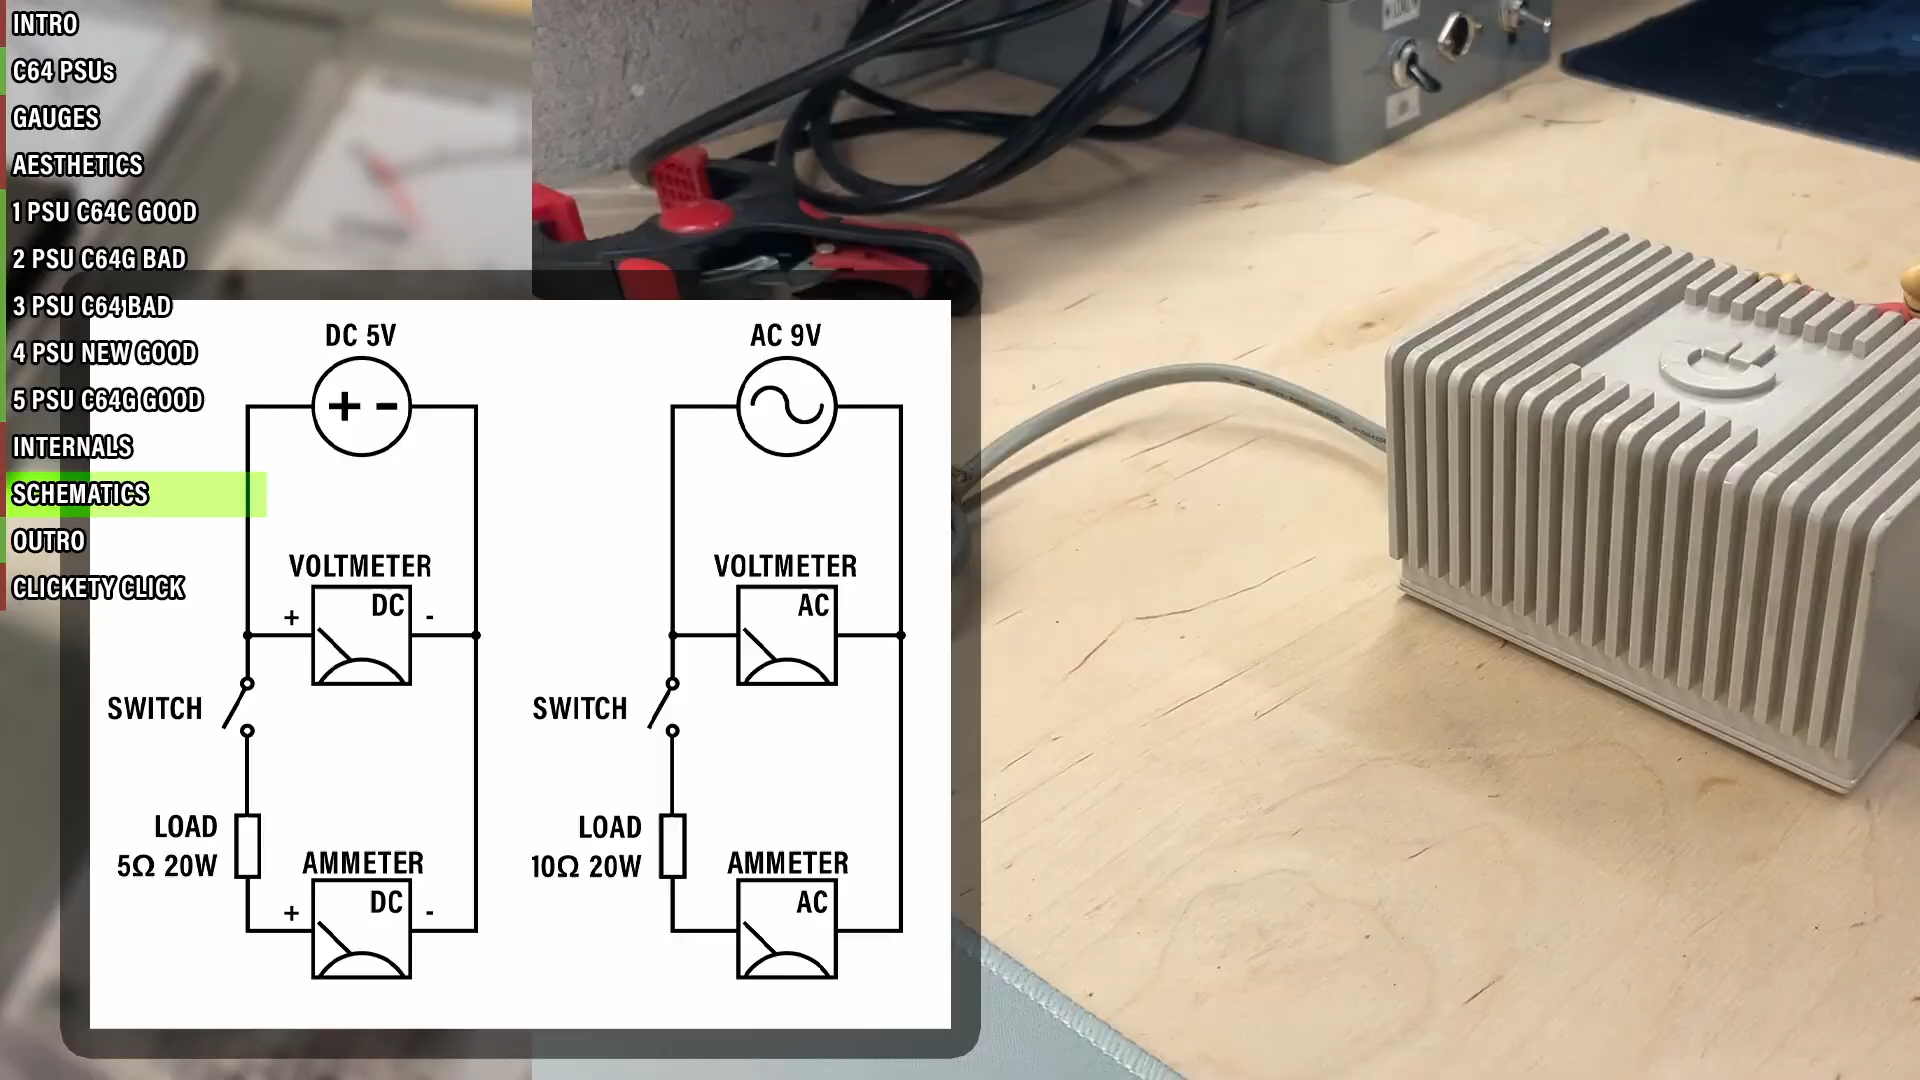 INTRO
C64 PSUs
GAUGES
AESTHETICS
1 PSU C64C GOOD
2 PSU C64G BAD
3 PSU C64 BAD
4 PSU NEW GOOD
5 PSU C64G GOOD
INTERNALS
SCHEMATICS
OUTRO
CLICKETY CLICK
DC 5V
+ -
VOLTMETER
DC
+ -
SWITCH
LOAD
5Ω 20W
AMMETER
DC
+ -
AC 9V
VOLTMETER
AC
SWITCH
LOAD
10Ω 20W
AMMETER
AC